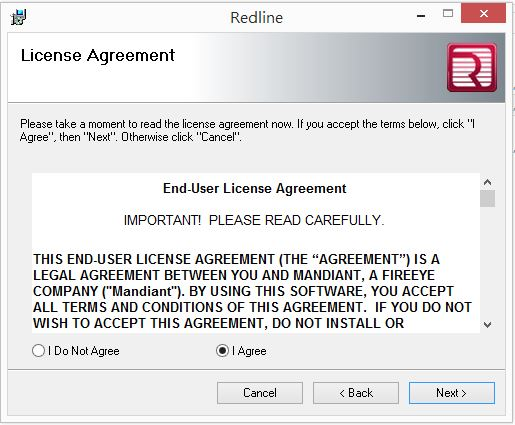 Redline
License Agreement
R
Please take a moment to read the license agreement now. If you accept the terms below, click "I
Agree", then "Next". Otherwise click "Cancel".
End-User License Agreement
IMPORTANT!  PLEASE READ CAREFULLY.
THIS END-USER LICENSE AGREEMENT (THE “AGREEMENT”) IS A
LEGAL AGREEMENT BETWEEN YOU AND MANDIANT, A FIREEYE
COMPANY ("Mandiant"). BY USING THIS SOFTWARE, YOU ACCEPT
ALL TERMS AND CONDITIONS OF THIS AGREEMENT.  IF YOU DO NOT
WISH TO ACCEPT THIS AGREEMENT, DO NOT INSTALL OR
I Do Not Agree
I Agree
Cancel
< Back
Next >